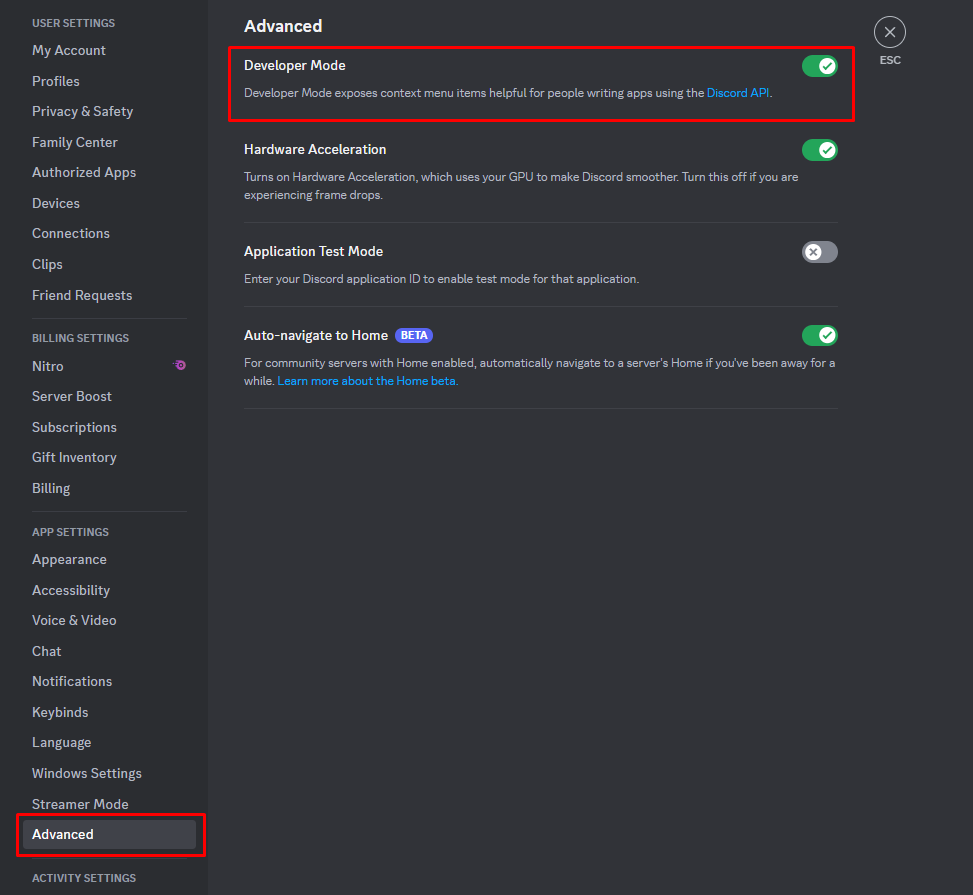 USER SETTINGS
My Account
Profiles
Privacy & Safety
Family Center
Authorized Apps
Devices
Connections
Clips
Friend Requests
BILLING SETTINGS
Nitro
Server Boost
Subscriptions
Gift Inventory
Billing
APP SETTINGS
Appearance
Accessibility
Voice & Video
Chat
Notifications
Keybinds
Language
Windows Settings
Streamer Mode
Advanced
ACTIVITY SETTINGS
Advanced
Developer Mode
Developer Mode exposes context menu items helpful for people writing apps using the Discord API.
Hardware Acceleration
Turns on Hardware Acceleration, which uses your GPU to make Discord smoother. Turn this off if you are
experiencing frame drops.
Application Test Mode
Enter your Discord application ID to enable test mode for that application.
Auto-navigate to Home BETA
For community servers with Home enabled, automatically navigate to a server's Home if you've been away for a
while. Learn more about the Home beta.
ESC